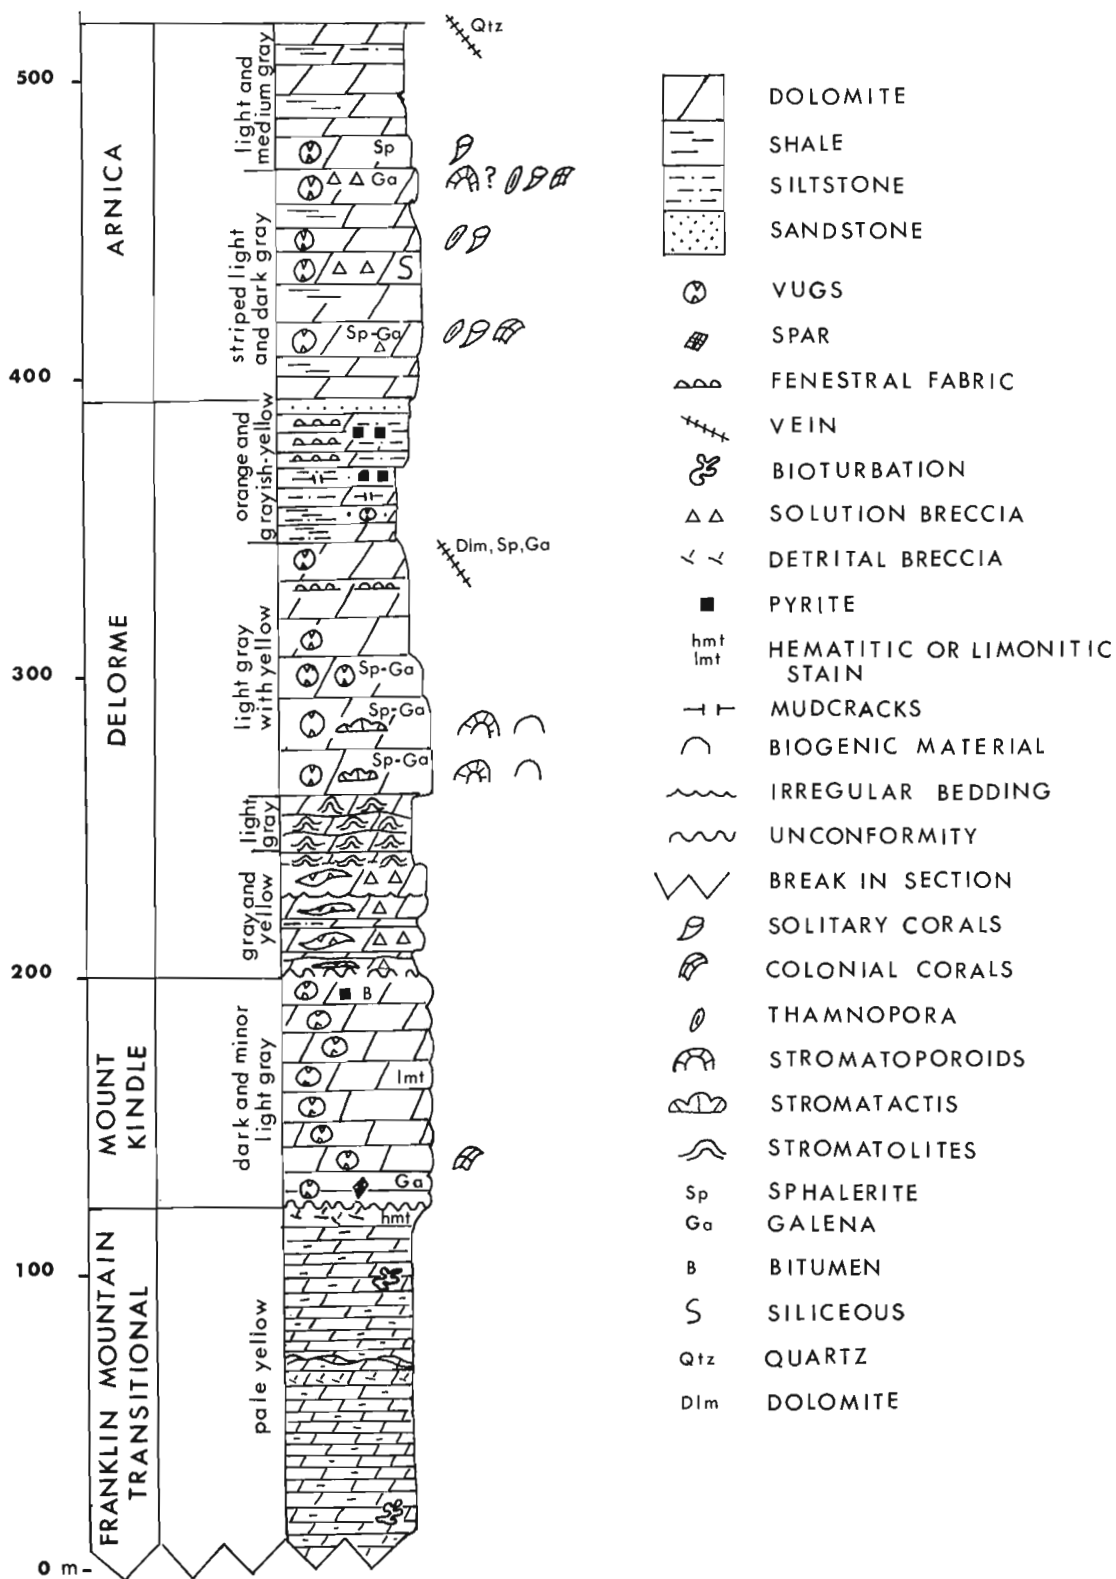 Qtz
500
light and
medium gray
Sp
Ga
?
ARNICA
striped light
and dark gray
S
Sp-Ga
400
orange and
grayish-yellow
Dlm, Sp, Ga
DELORME
light gray
with yellow
300
Sp-Ga
Sp-Ga
Sp-Ga
light
gray
gray and
yellow
200
B
MOUNT
KINDLE
dark and minor
light gray
lmt
Ga
hmt
100
FRANKLIN MOUNTAIN
TRANSITIONAL
pale yellow
0 m
DOLOMITE
SHALE
SILTSTONE
SANDSTONE
VUGS
SPAR
FENESTRAL FABRIC
VEIN
BIOTURBATION
SOLUTION BRECCIA
DETRITAL BRECCIA
PYRITE
hmt
lmt
HEMATITIC OR LIMONITIC
STAIN
MUDCRACKS
BIOGENIC MATERIAL
IRREGULAR BEDDING
UNCONFORMITY
BREAK IN SECTION
SOLITARY CORALS
COLONIAL CORALS
THAMNOPORA
STROMATOPOROIDS
STROMATACTIS
STROMATOLITES
Sp SPHALERITE
Ga GALENA
B BITUMEN
S SILICEOUS
Qtz QUARTZ
Dlm DOLOMITE